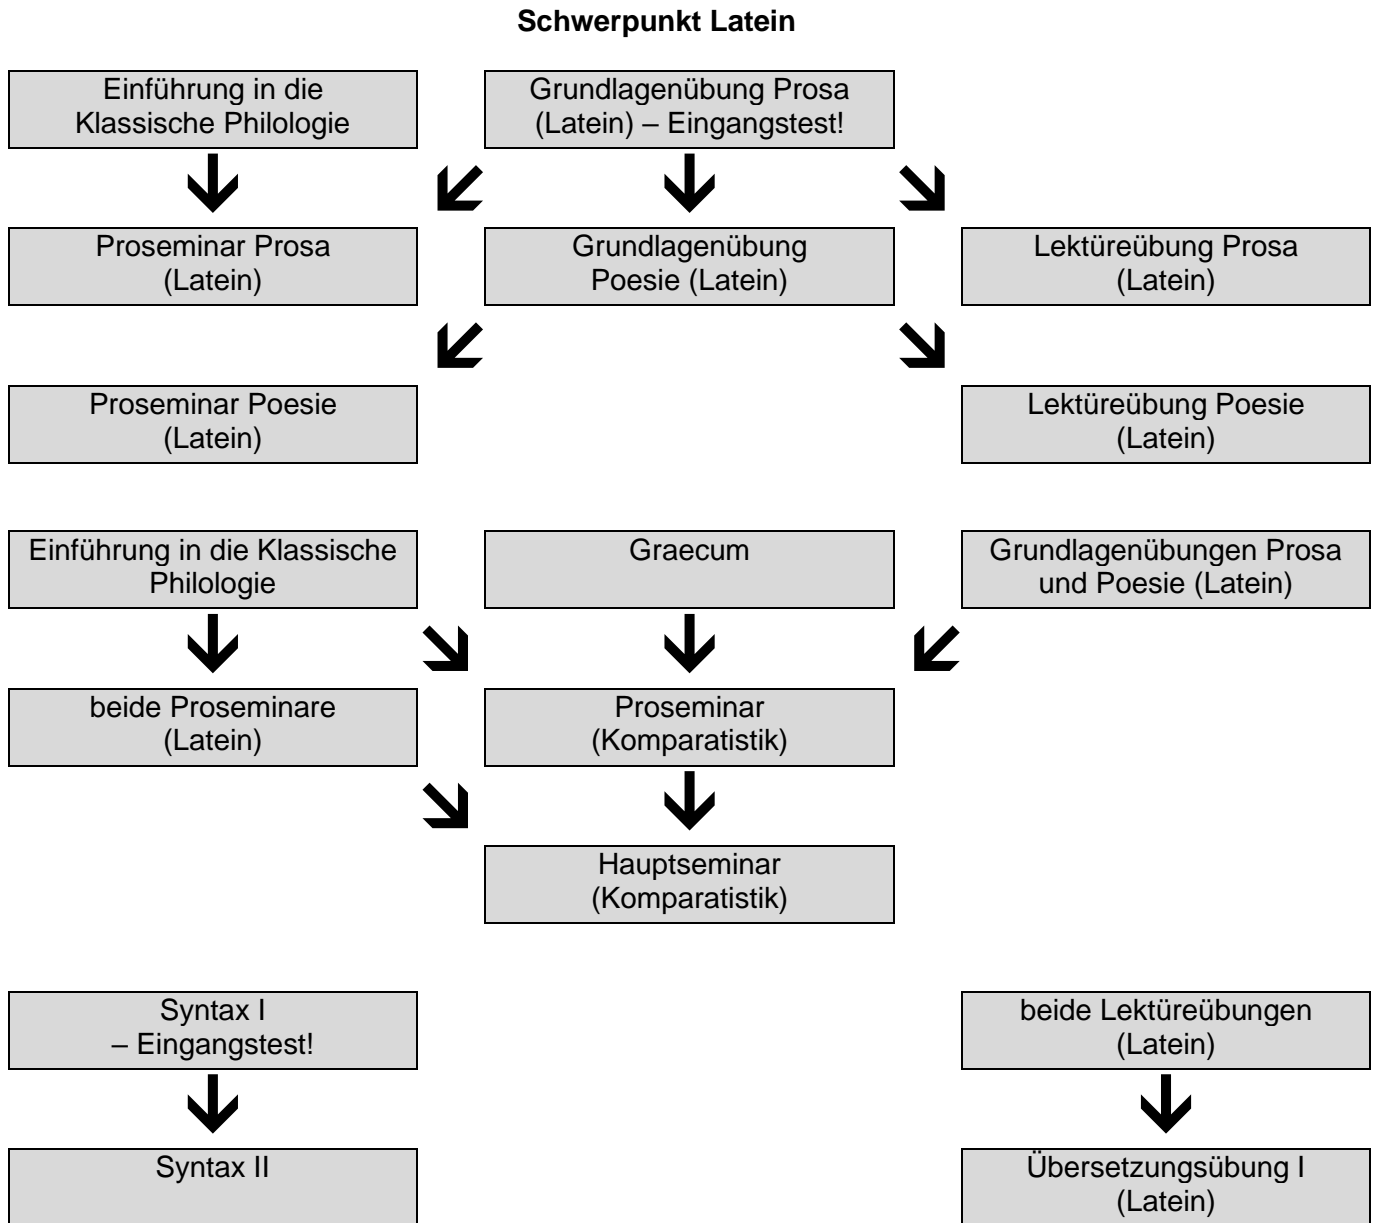 Schwerpunkt Latein
Einführung in die
Klassische Philologie
Grundlagenübung Prosa
(Latein) – Eingangstest!
Proseminar Prosa
(Latein)
Grundlagenübung
Poesie (Latein)
Lektüreübung Prosa
(Latein)
Proseminar Poesie
(Latein)
Lektüreübung Poesie
(Latein)
Einführung in die Klassische
Philologie
Graecum
Grundlagenübungen Prosa
und Poesie (Latein)
beide Proseminare
(Latein)
Proseminar
(Komparatistik)
Hauptseminar
(Komparatistik)
Syntax I
– Eingangstest!
beide Lektüreübungen
(Latein)
Syntax II
Übersetzungsübung I
(Latein)